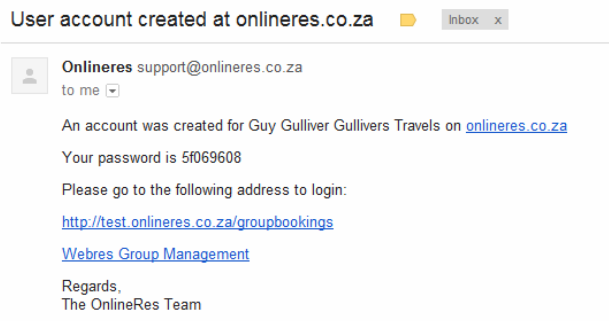 User account created at onlineres.co.za Inbox x
Onlineres support@onlineres.co.za
to me
An account was created for Guy Gulliver Gullivers Travels on onlineres.co.za
Your password is 5f069608
Please go to the following address to login:
http://test.onlineres.co.za/groupbookings
Webres Group Management
Regards,
The OnlineRes Team